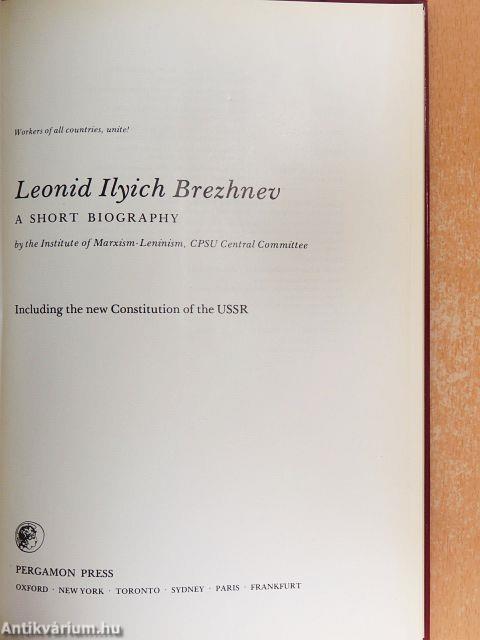 Workers of all countries, unite!
Leonid Ilyich Brezhnev
A SHORT BIOGRAPHY
by the Institute of Marxism-Leninism, CPSU Central Committee
Including the new Constitution of the USSR
PERGAMON PRESS
OXFORD · NEW YORK · TORONTO · SYDNEY · PARIS · FRANKFURT
Antikvárium.hu